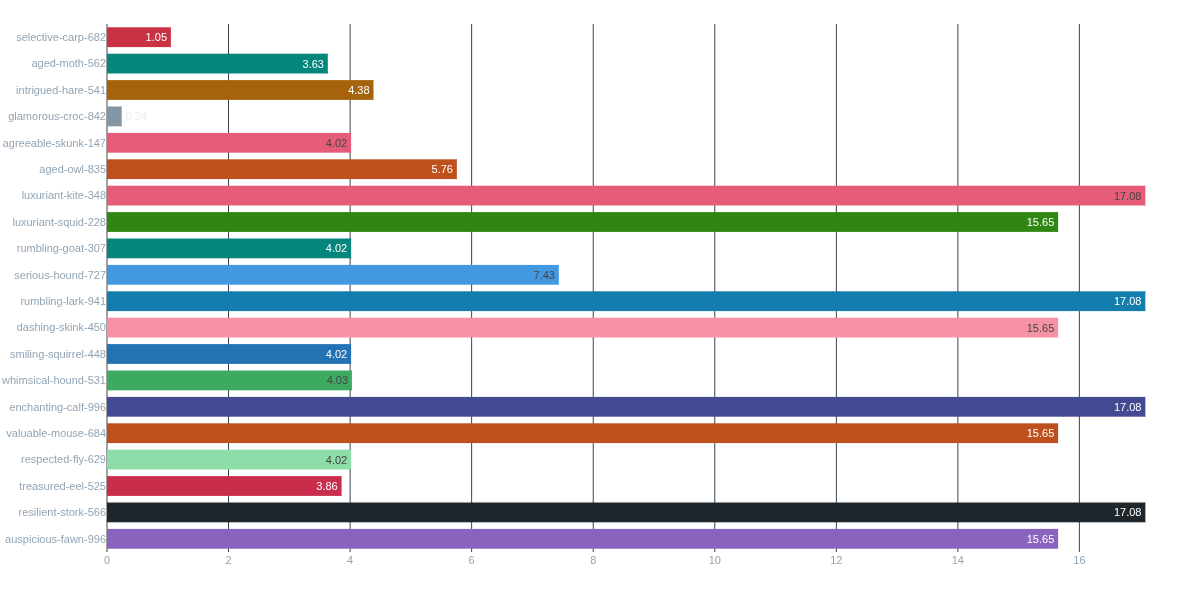 selective-carp-682 1.05
aged-moth-562 3.63
intrigued-hare-541 4.38
glamorous-croc-842 0.24
agreeable-skunk-147 4.02
aged-owl-835 5.76
luxuriant-kite-348 17.08
luxuriant-squid-228 15.65
rumbling-goat-307 4.02
serious-hound-727 7.43
rumbling-lark-941 17.08
dashing-skink-450 15.65
smiling-squirrel-448 4.02
whimsical-hound-531 4.03
enchanting-calf-996 17.08
valuable-mouse-684 15.65
respected-fly-629 4.02
treasured-eel-525 3.86
resilient-stork-566 17.08
auspicious-fawn-996 15.65
0 2 4 6 8 10 12 14 16